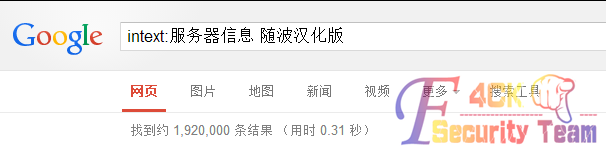 Google
intext:服务器信息 随波汉化版
网页 图片 地图 新闻 视频 更多 搜索工具
找到约 1,920,000 条结果 （用时 0.31 秒）
F 4OK
Security Team